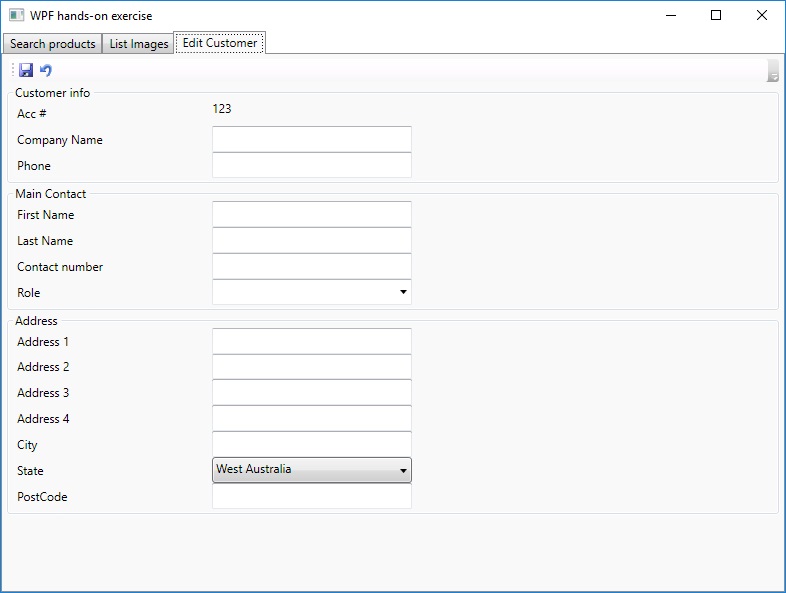 WPF hands-on exercise
Search products List Images Edit Customer
Customer info
Acc # 123
Company Name
Phone
Main Contact
First Name
Last Name
Contact number
Role
Address
Address 1
Address 2
Address 3
Address 4
City
State West Australia
PostCode